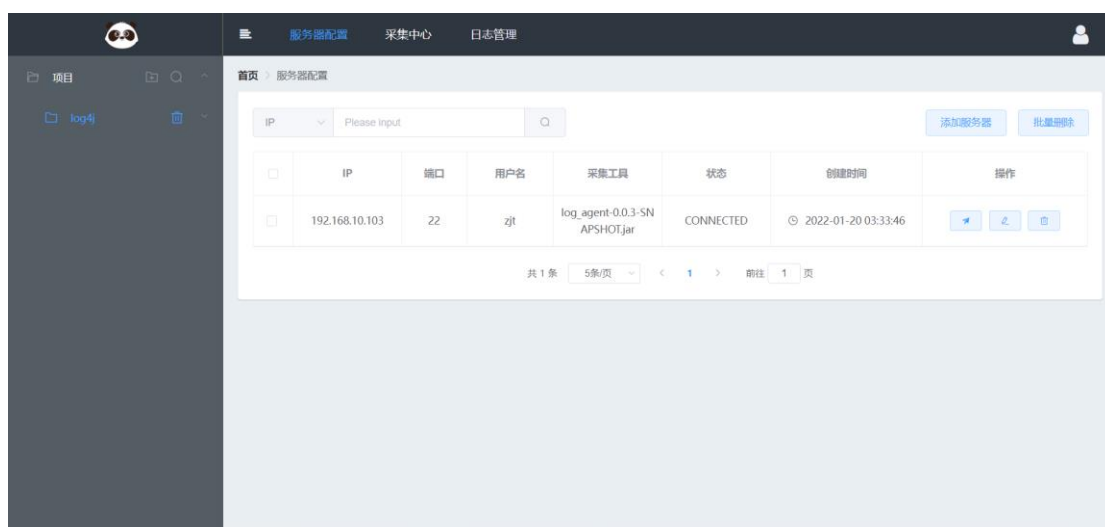 服务器配置 采集中心 日志管理
项目
首页 > 服务器配置
log4j
IP Please input 添加服务器 批量删除
IP 端口 用户名 采集工具 状态 创建时间 操作
192.168.10.103 22 zjt log_agent-0.0.3-SN CONNECTED 2022-01-20 03:33:46
APSHOT.jar
共 1 条 5条/页 < 1 > 前往 1 页